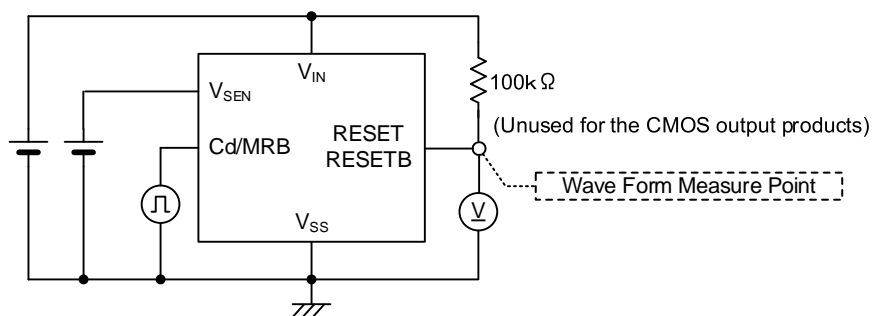 V_IN
100kΩ
V_SEN
(Unused for the CMOS output products)
Cd/MRB
RESET
RESETB
Wave Form Measure Point
V
V_SS